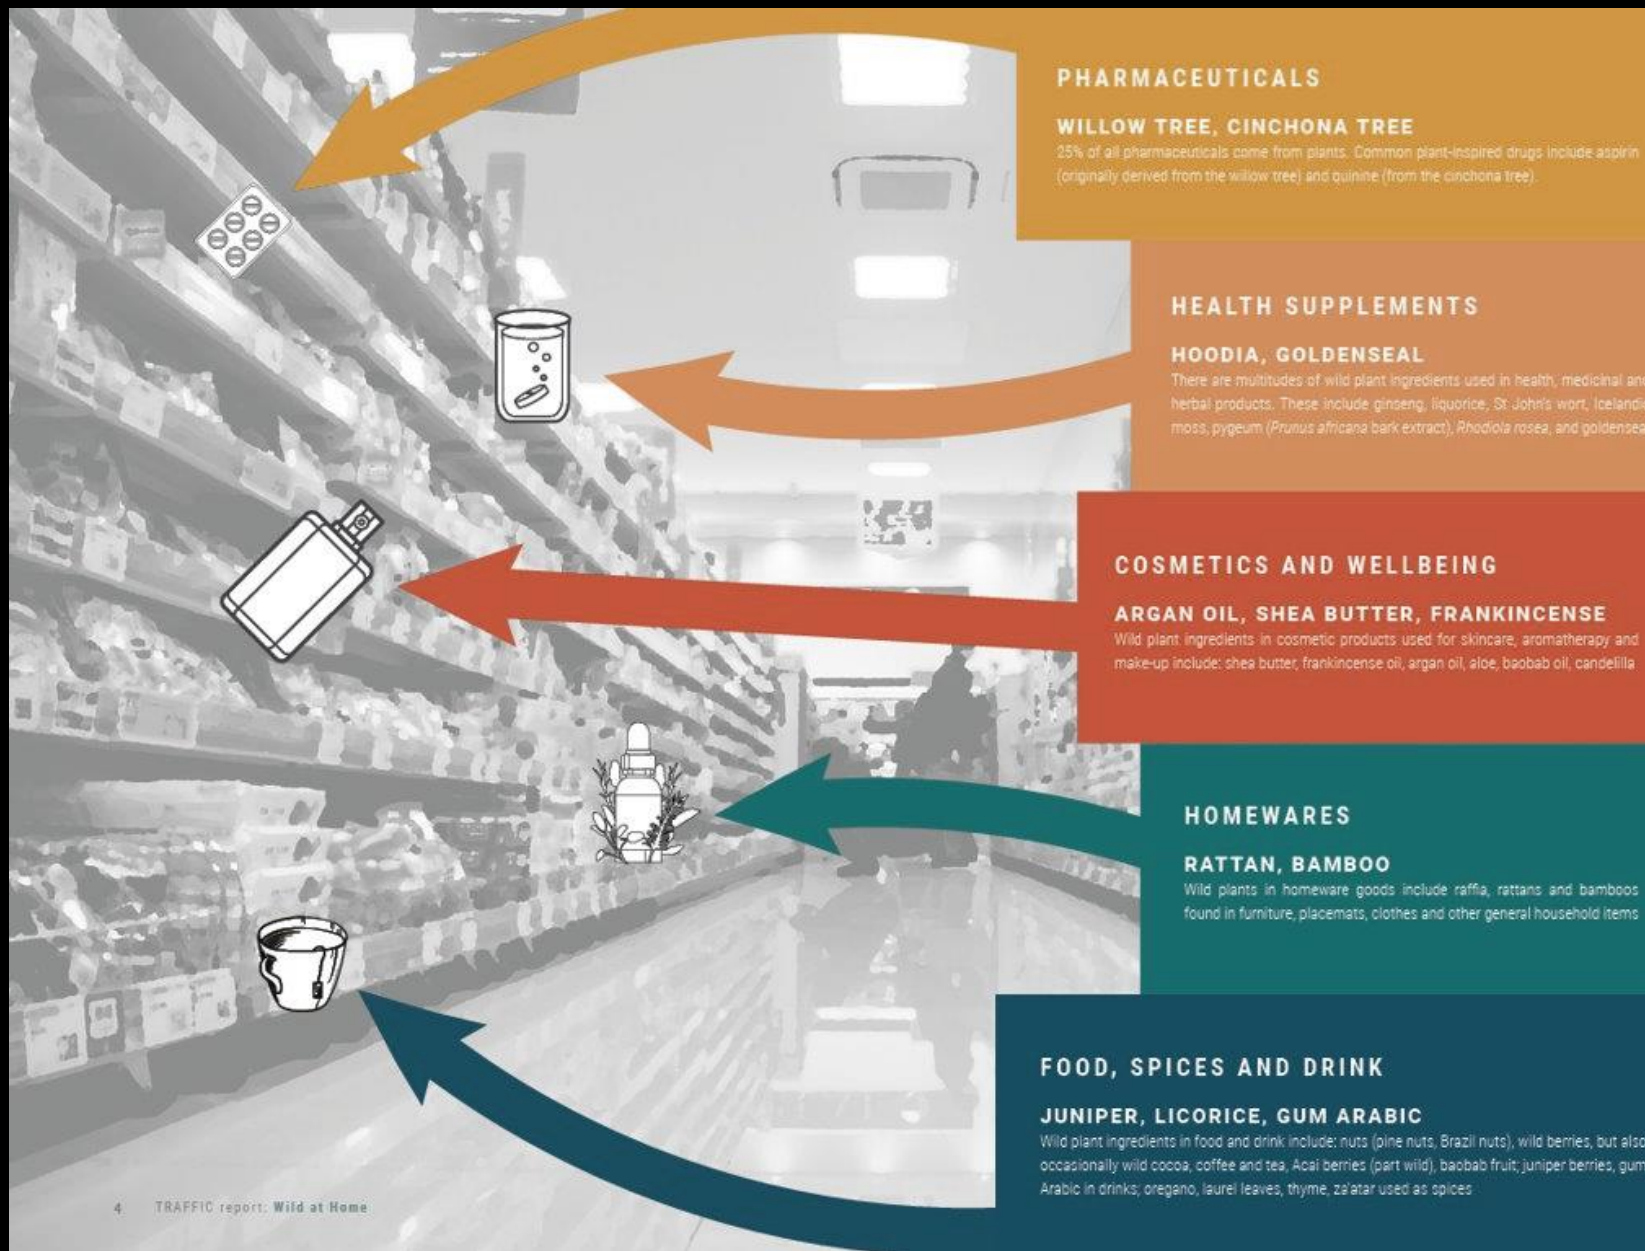 PHARMACEUTICALS
WILLOW TREE, CINCHONA TREE
25% of all pharmaceuticals come from plants. Common plant-inspired drugs include aspirin
(originally derived from the willow tree) and quinine (from the cinchona tree).
HEALTH SUPPLEMENTS
HOODIA, GOLDENSEAL
There are multitudes of wild plant ingredients used in health, medicinal and
herbal products. These include ginseng, liquorice, St John's wort, Icelandic
moss, pygeum (Prunus africana bark extract), Rhodiola rosea, and goldensea
COSMETICS AND WELLBEING
ARGAN OIL, SHEA BUTTER, FRANKINCENSE
Wild plant ingredients in cosmetic products used for skincare, aromatherapy and
make-up include: shea butter, frankincense oil, argan oil, aloe, baobab oil, candelilla
HOMEWARES
RATTAN, BAMBOO
Wild plants in homeware goods include raffia, rattans and bamboos
found in furniture, placemats, clothes and other general household items
FOOD, SPICES AND DRINK
JUNIPER, LICORICE, GUM ARABIC
Wild plant ingredients in food and drink include: nuts (pine nuts, Brazil nuts), wild berries, but also
occasionally wild cocoa, coffee and tea, Acai berries (part wild), baobab fruit; juniper berries, gum
Arabic in drinks; oregano, laurel leaves, thyme, za'atar used as spices
4 TRAFFIC report: Wild at Home